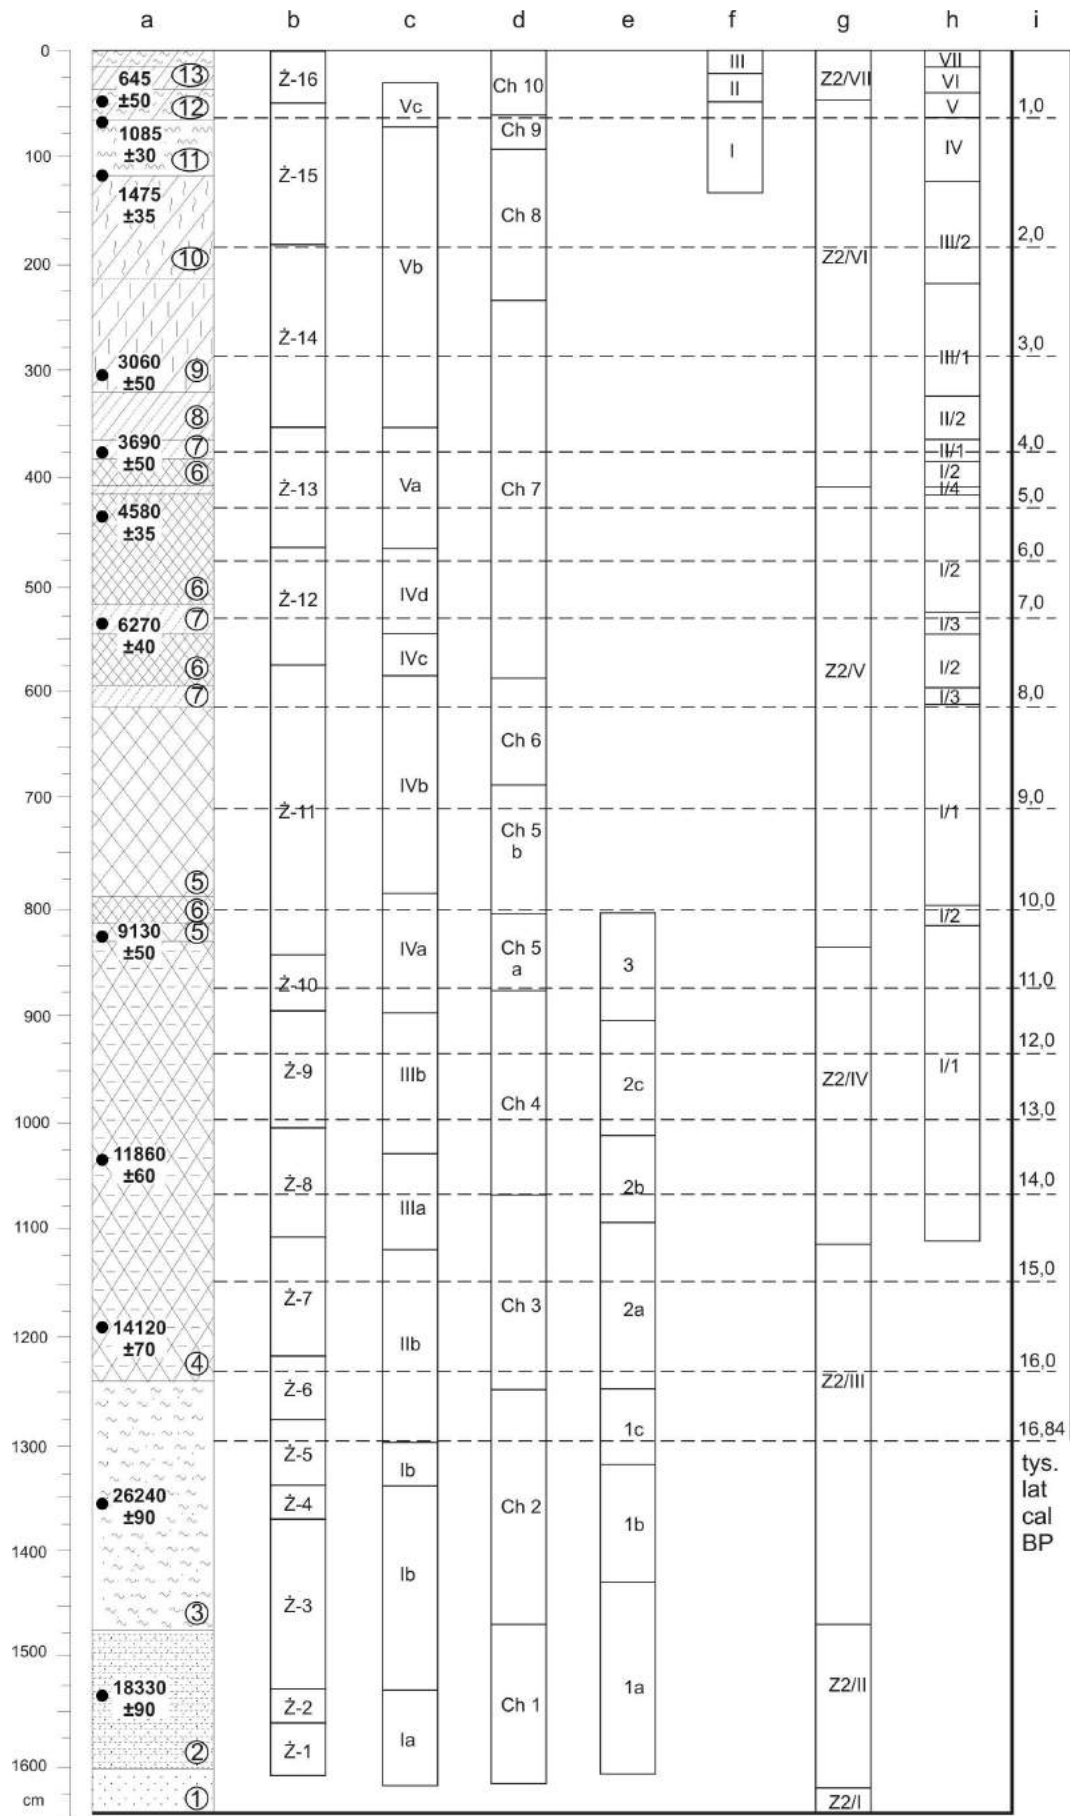 a b c d e f g h i
0
100
200
300
400
500
600
700
800
900
1000
1100
1200
1300
1400
1500
1600
cm
13
645
±50
12
1085
±30
11
1475
±35
10
3060
±50
9
8
3690
±50
7
6
4580
±35
6
7
6270
±40
6
7
5
6
5
9130
±50
11860
±60
14120
±70
4
26240
±90
3
18330
±90
2
1
Ż-16
Ż-15
Ż-14
Ż-13
Ż-12
Ż-11
Ż-10
Ż-9
Ż-8
Ż-7
Ż-6
Ż-5
Ż-4
Ż-3
Ż-2
Ż-1
Vc
Vb
Va
IVd
IVc
IVb
IVa
IIIb
IIIa
IIb
Ib
Ib
Ia
Ch 10
Ch 9
Ch 8
Ch 7
Ch 6
Ch 5
b
Ch 5
a
Ch 4
Ch 3
Ch 2
Ch 1
3
2c
2b
2a
1c
1b
1a
III
II
I
Z2/VII
Z2/VI
Z2/V
Z2/IV
Z2/III
Z2/II
Z2/I
VII
VI
V
IV
III/2
III/1
II/2
II/1
I/2
I/4
I/2
I/3
I/2
I/3
I/1
I/2
I/1
1,0
2,0
3,0
4,0
5,0
6,0
7,0
8,0
9,0
10,0
11,0
12,0
13,0
14,0
15,0
16,0
16,84
tys.
lat
cal
BP